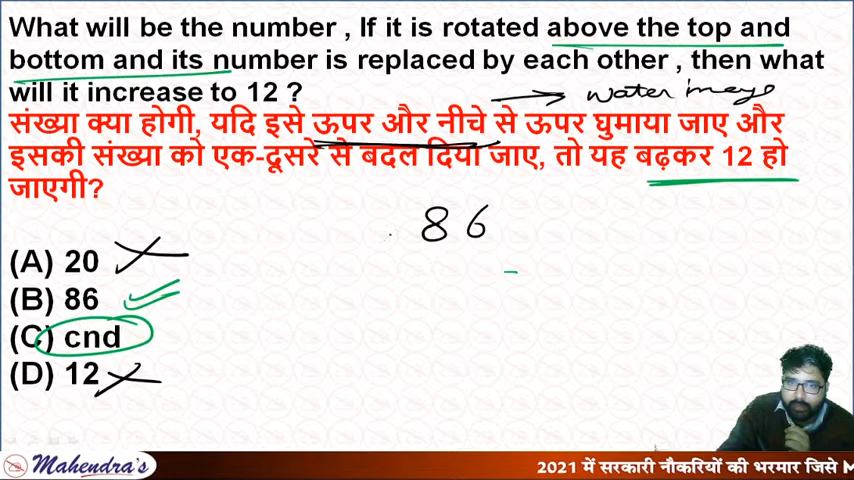 What will be the number , If it is rotated above the top and
bottom and its number is replaced by each other , then what
will it increase to 12 ?
water image
संख्या क्या होगी, यदि इसे ऊपर और नीचे से ऊपर घुमाया जाए और
इसकी संख्या को एक-दूसरे से बदल दिया जाए, तो यह बढ़कर 12 हो
जाएगी?
86
(A) 20
(B) 86
(C) cnd
(D) 12
Mahendra's
2021 में सरकारी नौकरियों की भरमार जिसे M